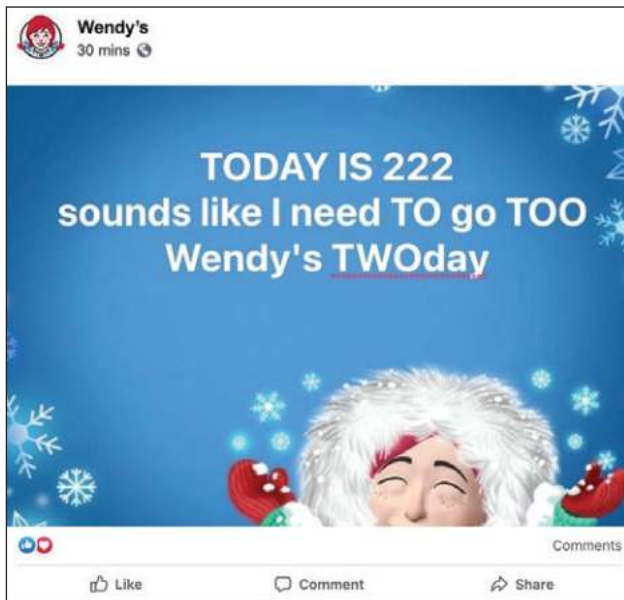 Wendy's
30 mins
TODAY IS 222
sounds like I need TO go TOO
Wendy's TWOday
Comments
Like
Comment
Share